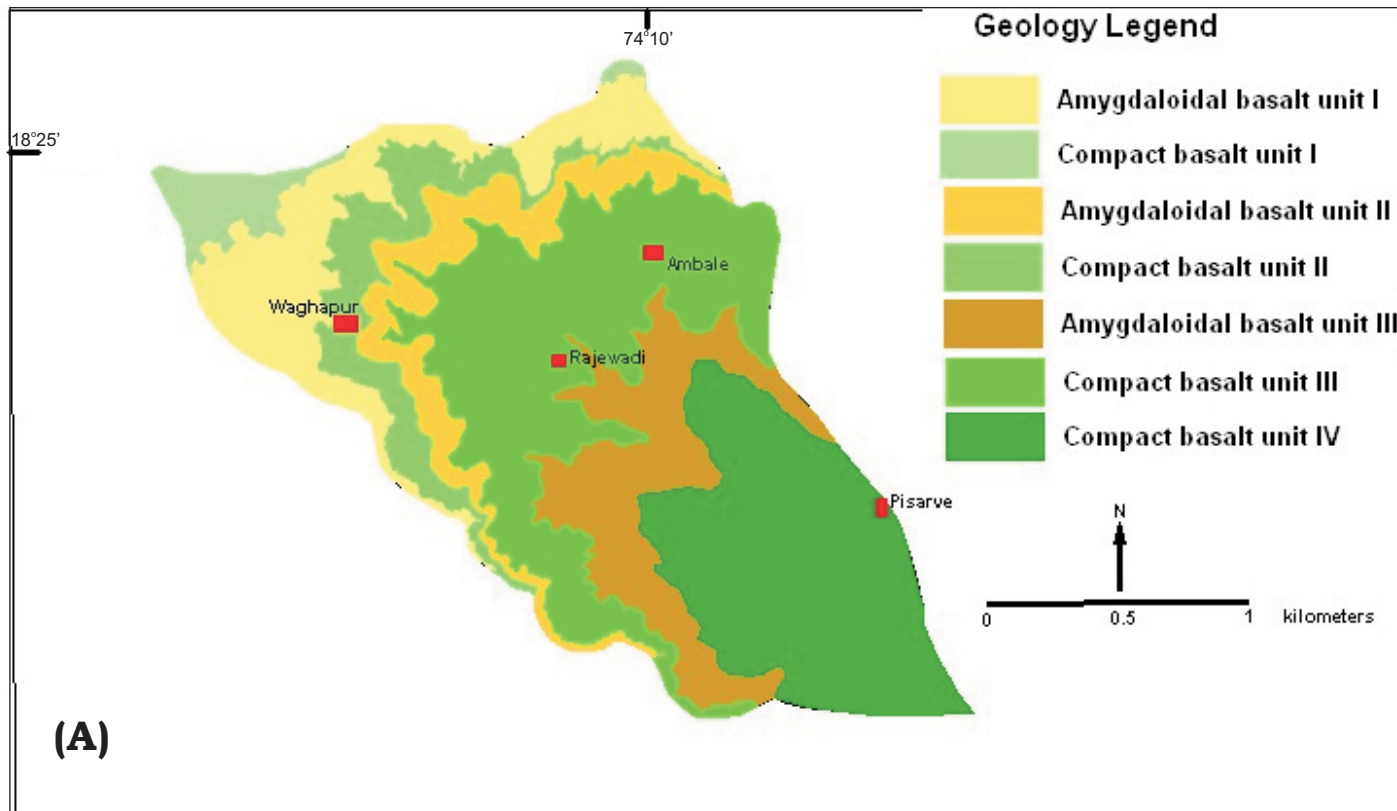 74°10'
Geology Legend
18°25'
Amygdaloidal basalt unit I
Compact basalt unit I
Amygdaloidal basalt unit II
Compact basalt unit II
Amygdaloidal basalt unit III
Compact basalt unit III
Compact basalt unit IV
Ambale
Waghapur
Rajewadi
Pisarve
N
0
0.5
1
kilometers
(A)